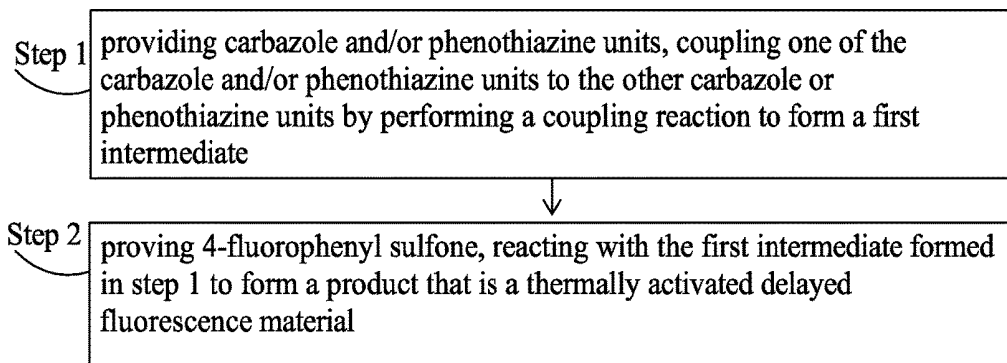 Step 1
providing carbazole and/or phenothiazine units, coupling one of the
carbazole and/or phenothiazine units to the other carbazole or
phenothiazine units by performing a coupling reaction to form a first
intermediate
Step 2
proving 4-fluorophenyl sulfone, reacting with the first intermediate formed
in step 1 to form a product that is a thermally activated delayed
fluorescence material